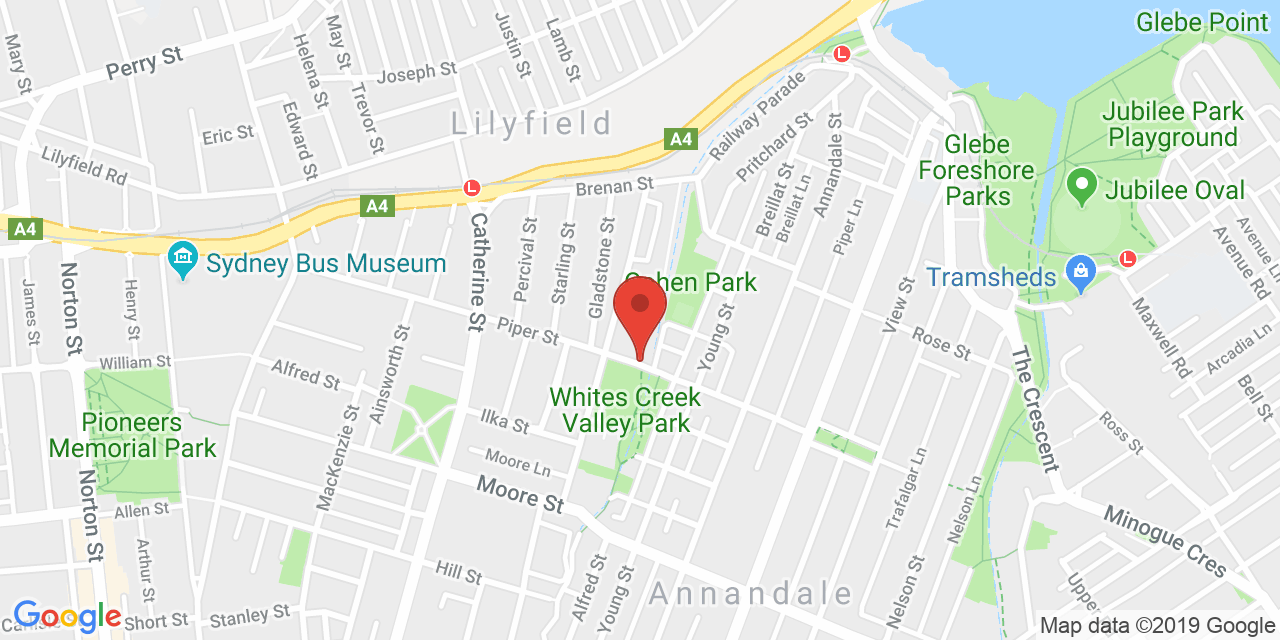 Glebe Point
Mary St
Perry St
Helena St
May St
Trevor St
Joseph St
Justin St
Lamb St
Lilyfield
Eric St
Edward St
Lilyfield Rd
A4
Railway Parade
Pritchard St
Annandale St
Jubilee Park
Playground
Glebe
Foreshore
Parks
Jubilee Oval
Brenan St
A4
A4
Breillat St
Breillat Ln
Piper Ln
Avenue Ln
Avenue Rd
Sydney Bus Museum
Norton St
James St
Henry St
Catherine St
Percival St
Starling St
Gladstone St
Park
Tramsheds
View St
Maxwell Rd
Arcadia Ln
Piper St
Young St
Rose St
The Crescent
William St
Alfred St
Ainsworth St
Whites Creek
Valley Park
Bell St
Ross St
Pioneers
Memorial Park
MacKenzie St
Ilka St
Moore Ln
Moore St
Norton St
Allen St
Trafalgar Ln
Nelson Ln
Minogue Cres
Arthur St
Hill St
Alfred St
Young St
Annandale
Nelson St
Upper
Google
Short St
Stanley St
Map data ©2019 Google